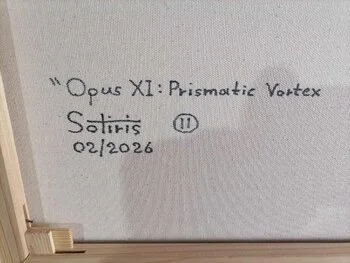 "Opus XI: Prismatic Vortex
Sotiris 11
02/2026